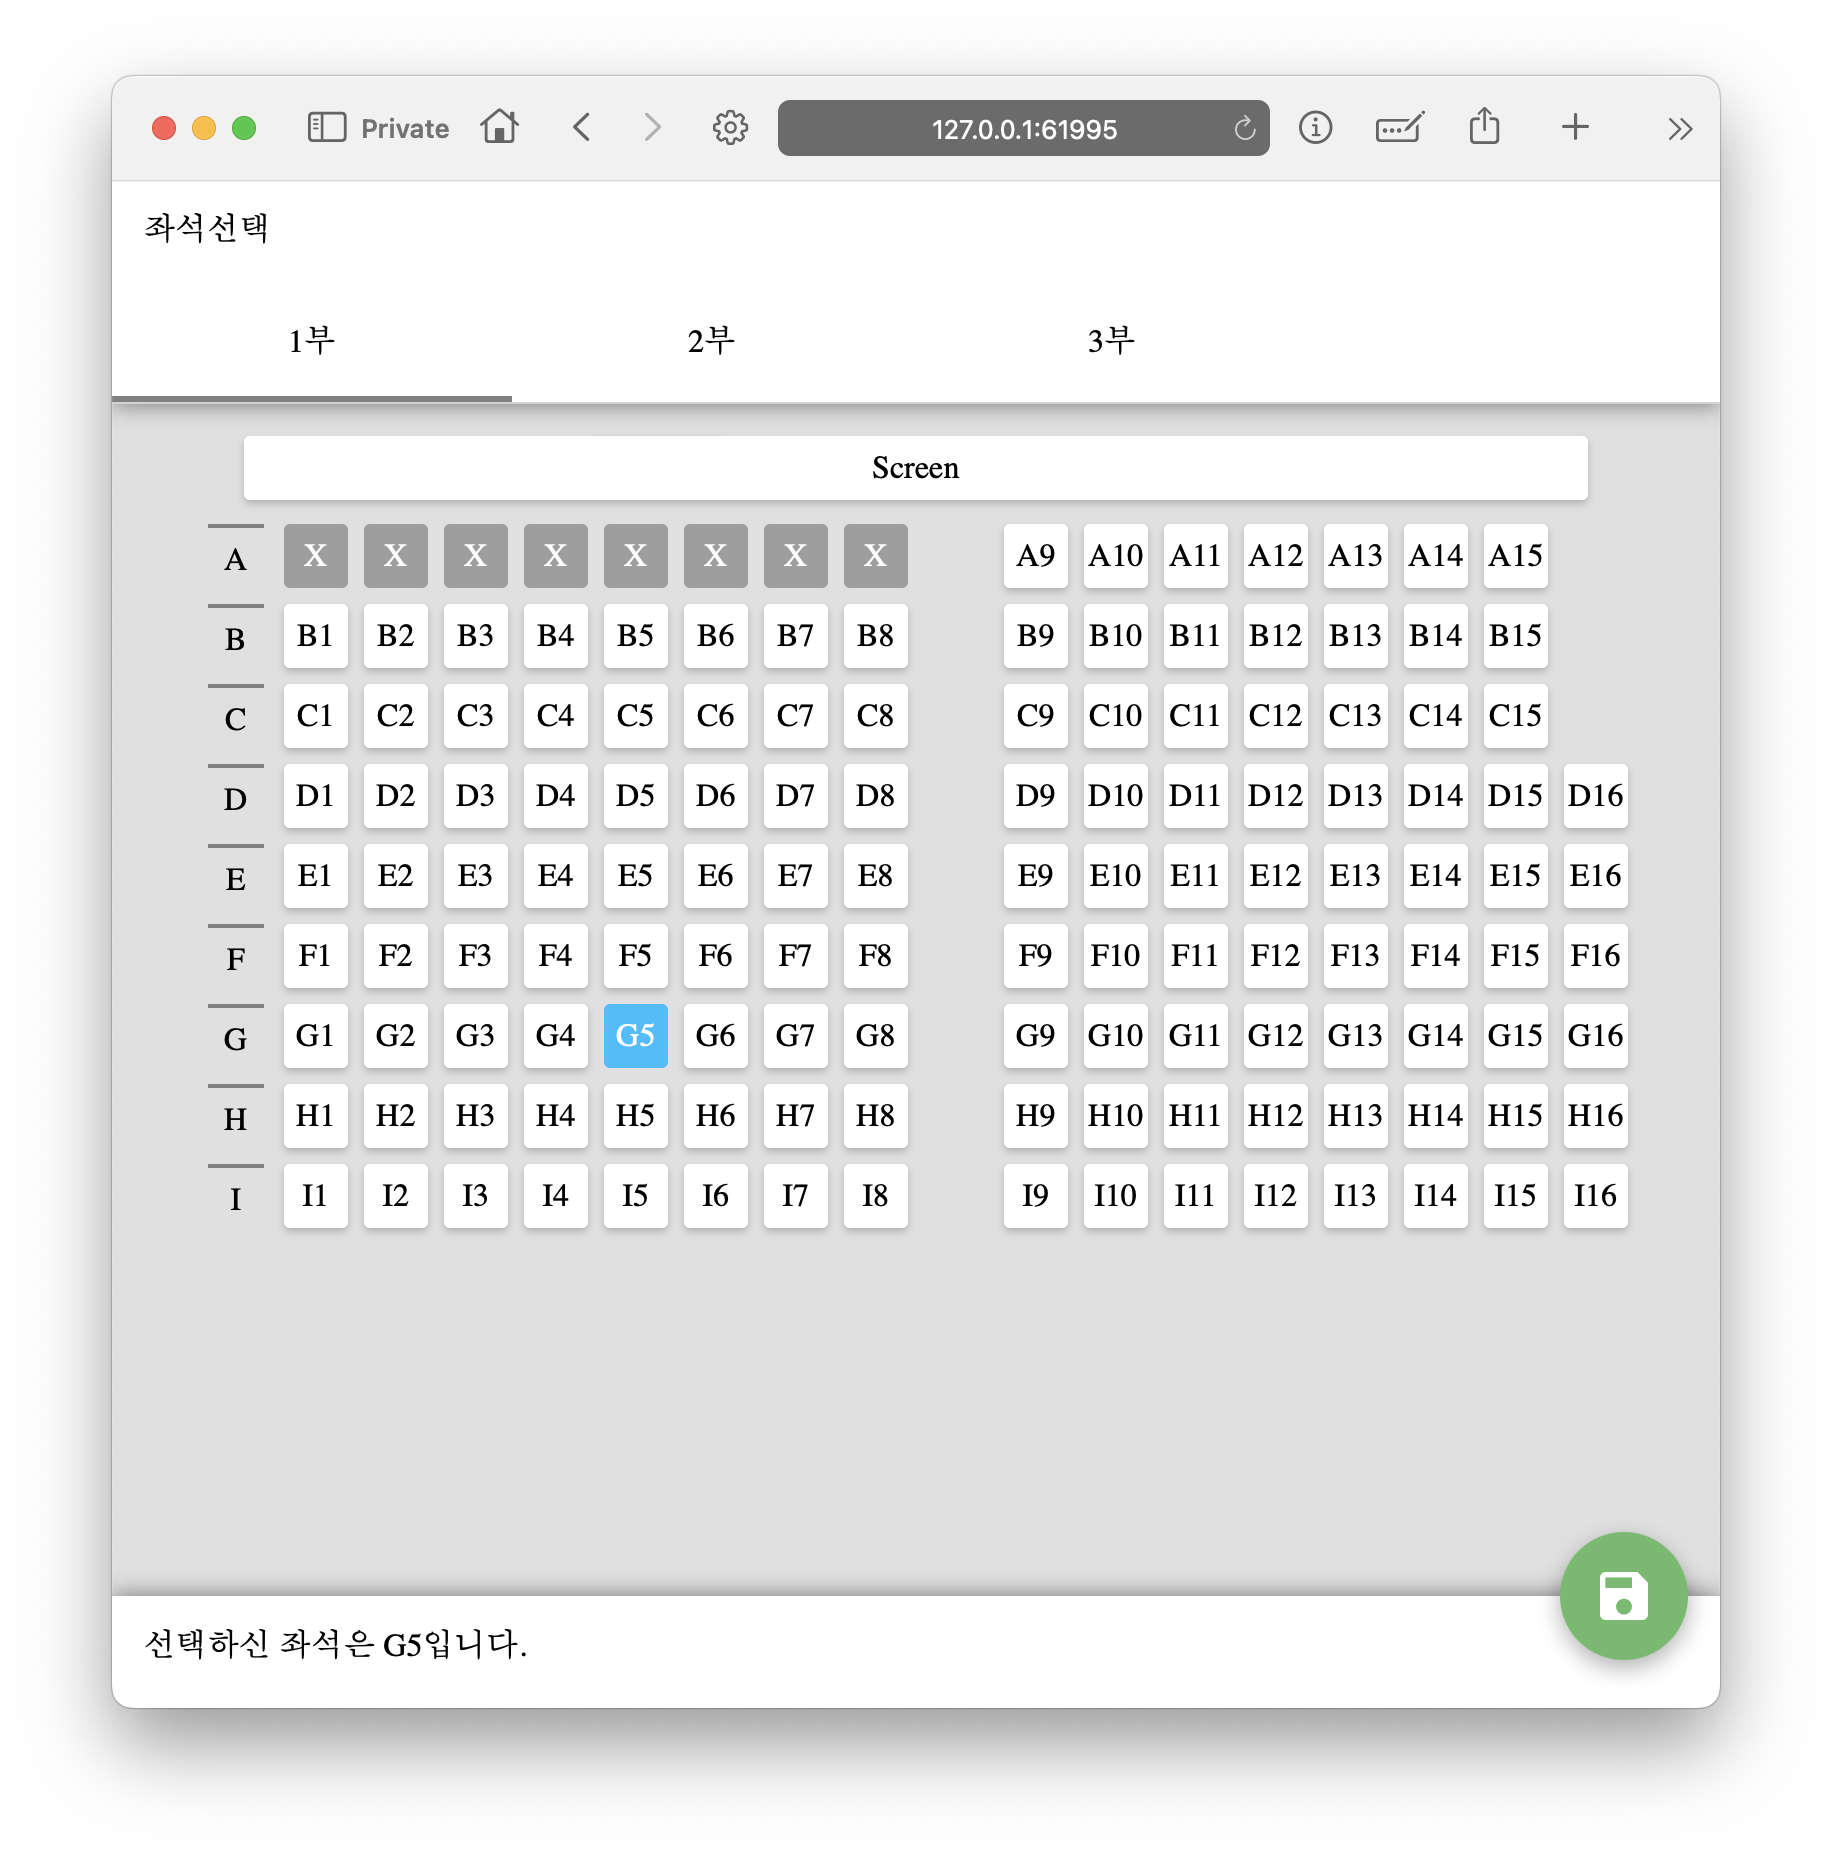 Private 127.0.0.1:61995
좌석선택
1부 2부 3부
Screen
A X X X X X X X X A9 A10 A11 A12 A13 A14 A15
B B1 B2 B3 B4 B5 B6 B7 B8 B9 B10 B11 B12 B13 B14 B15
C C1 C2 C3 C4 C5 C6 C7 C8 C9 C10 C11 C12 C13 C14 C15
D D1 D2 D3 D4 D5 D6 D7 D8 D9 D10 D11 D12 D13 D14 D15 D16
E E1 E2 E3 E4 E5 E6 E7 E8 E9 E10 E11 E12 E13 E14 E15 E16
F F1 F2 F3 F4 F5 F6 F7 F8 F9 F10 F11 F12 F13 F14 F15 F16
G G1 G2 G3 G4 G5 G6 G7 G8 G9 G10 G11 G12 G13 G14 G15 G16
H H1 H2 H3 H4 H5 H6 H7 H8 H9 H10 H11 H12 H13 H14 H15 H16
I I1 I2 I3 I4 I5 I6 I7 I8 I9 I10 I11 I12 I13 I14 I15 I16
선택하신 좌석은 G5입니다.